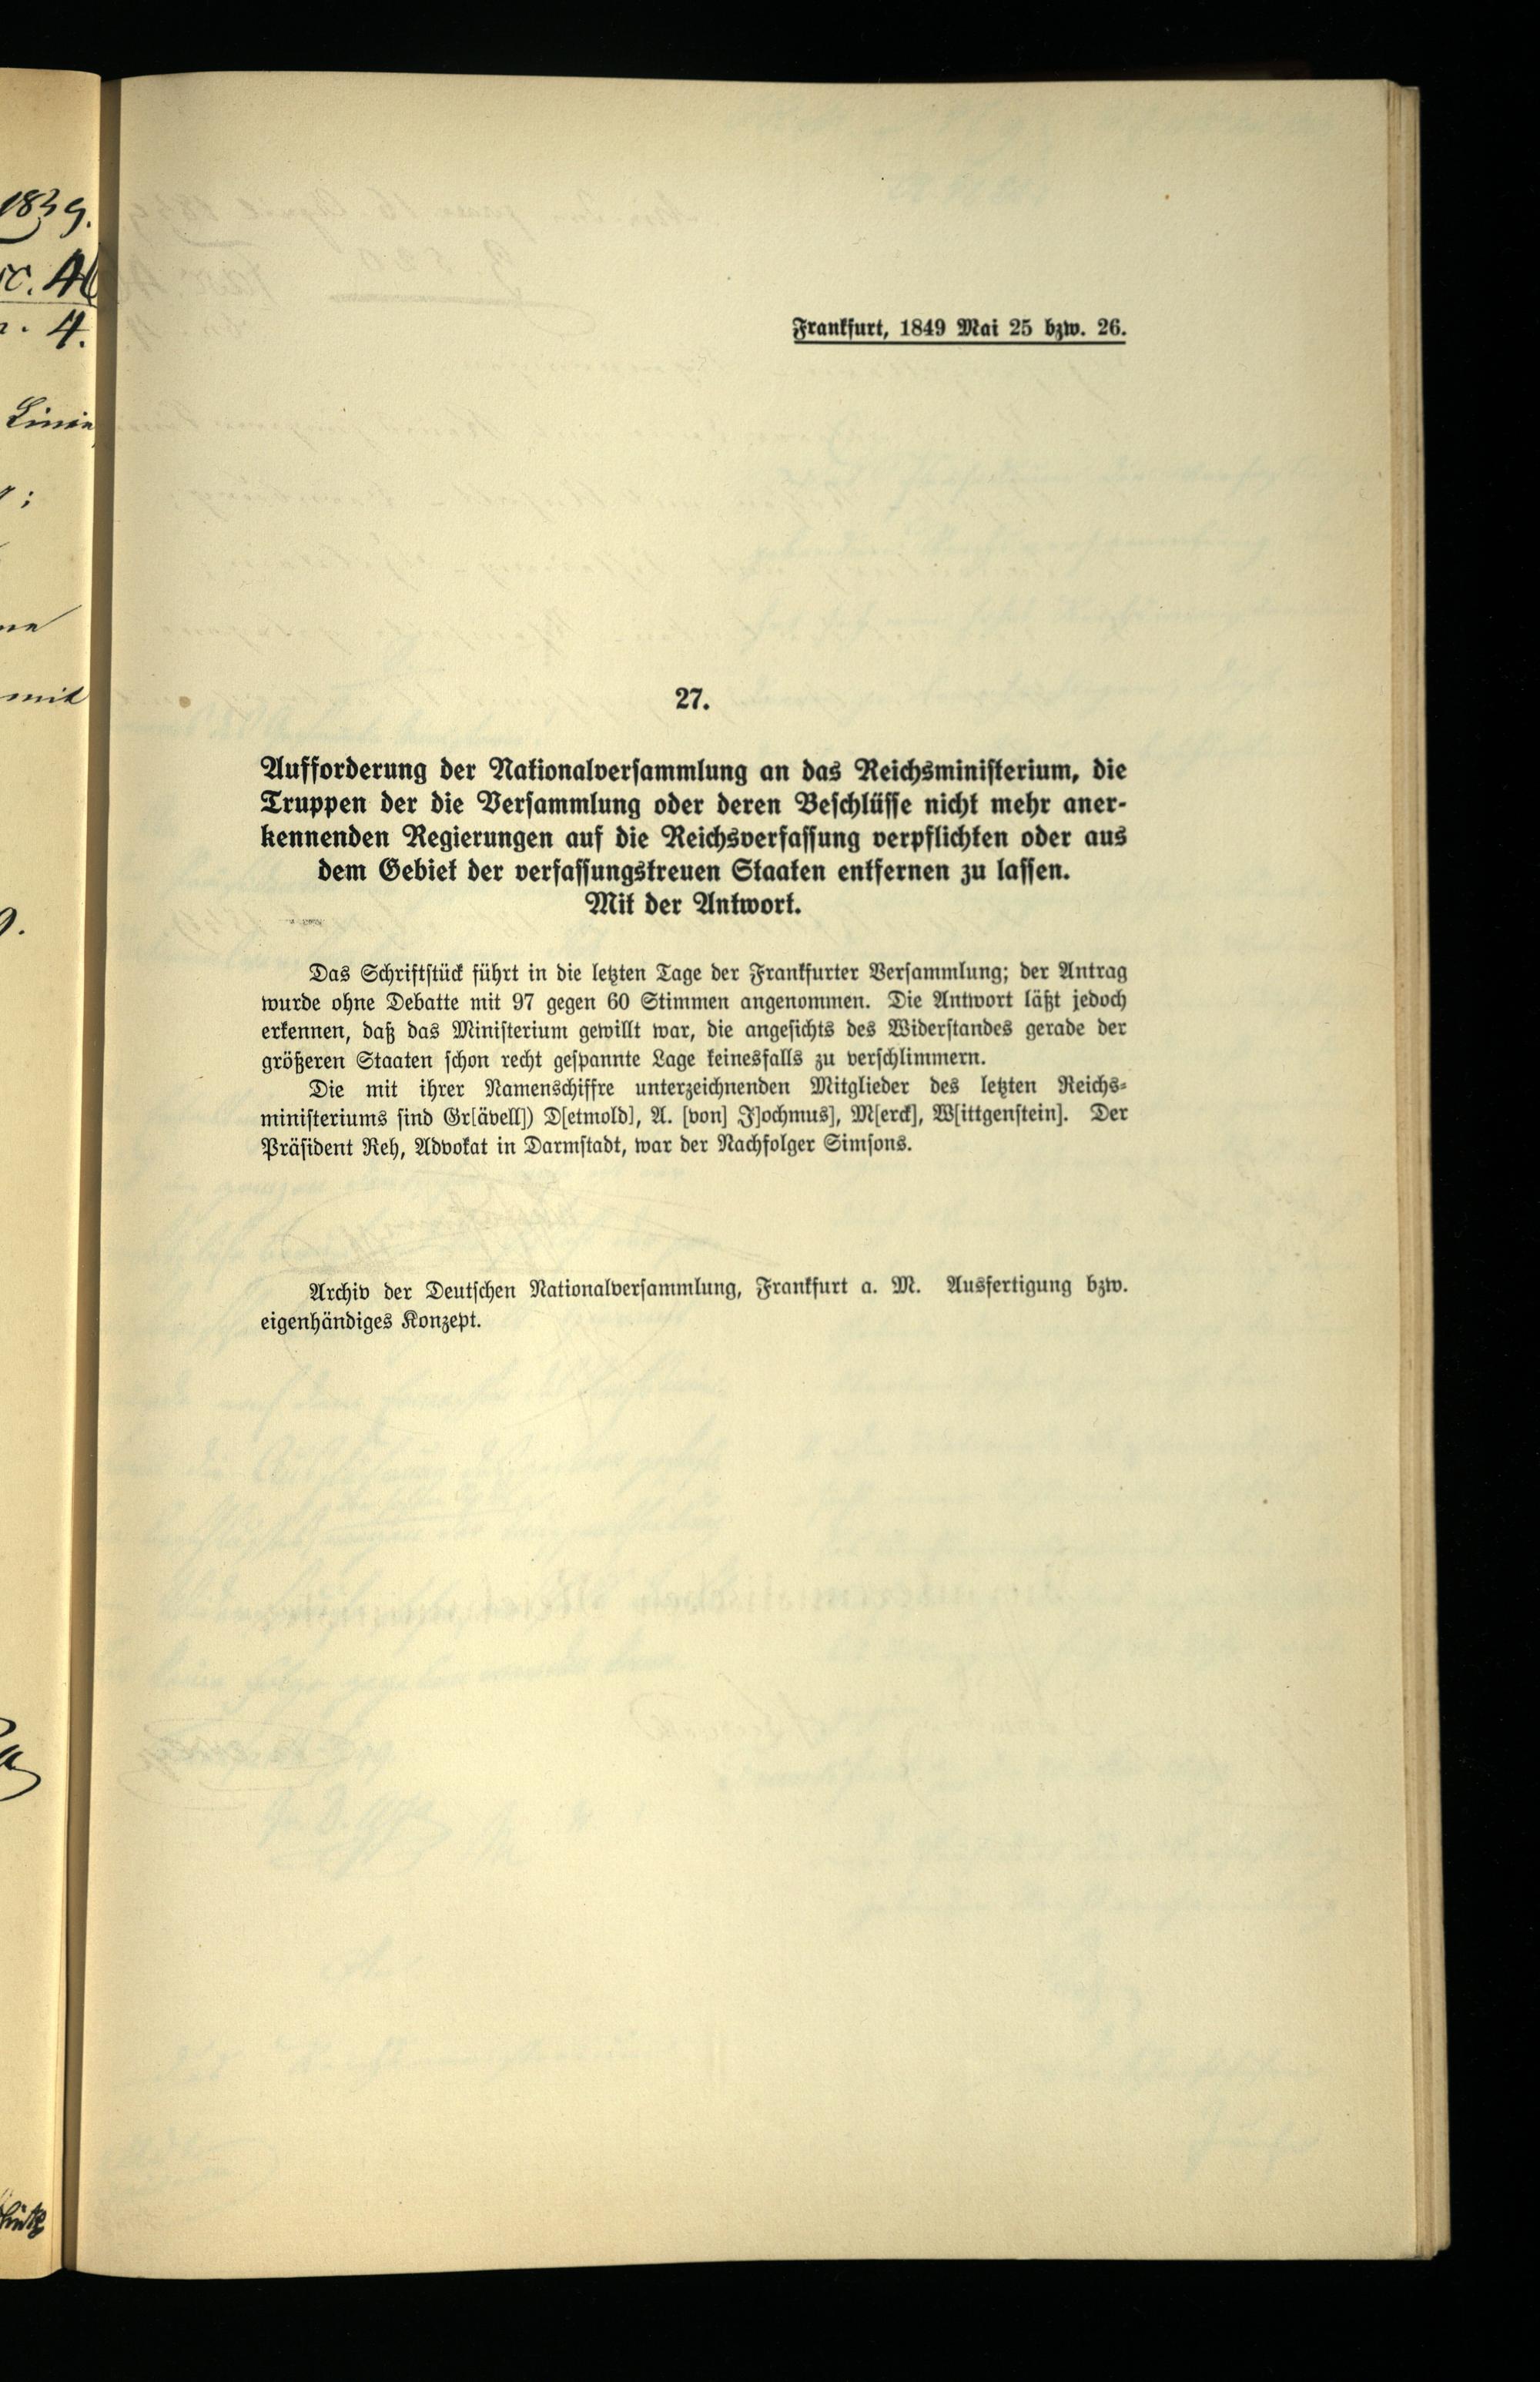 1839.
4.
Linie
mit
Frankfurt, 1849 Mai 25 bzw. 26.
27.
Aufforderung der Nationalversammlung an das Reichsministerium, die
Truppen der die Versammlung oder deren Beschlüsse nicht mehr aner-
kennenden Regierungen auf die Reichsverfassung verpflichten oder aus
dem Gebiet der verfassungstreuen Staaten entfernen zu lassen.
Mit der Antwort.
Das Schriftstück führt in die letzten Tage der Frankfurter Versammlung; der Antrag
wurde ohne Debatte mit 97 gegen 60 Stimmen angenommen. Die Antwort läßt jedoch
erkennen, daß das Ministerium gewillt war, die angesichts des Widerstandes gerade der
größeren Staaten schon recht gespannte Lage keinesfalls zu verschlimmern.
Die mit ihrer Namenschiffre unterzeichnenden Mitglieder des letzten Reichs-
ministeriums sind Gr[ävell]) D[etmold], A. [von] J]ochmus], M[erck], W[ittgenstein]. Der
Präsident Reh, Advokat in Darmstadt, war der Nachfolger Simsons.
Archiv der Deutschen Nationalversammlung, Frankfurt a. M. Ausfertigung bzw.
eigenhändiges Konzept.